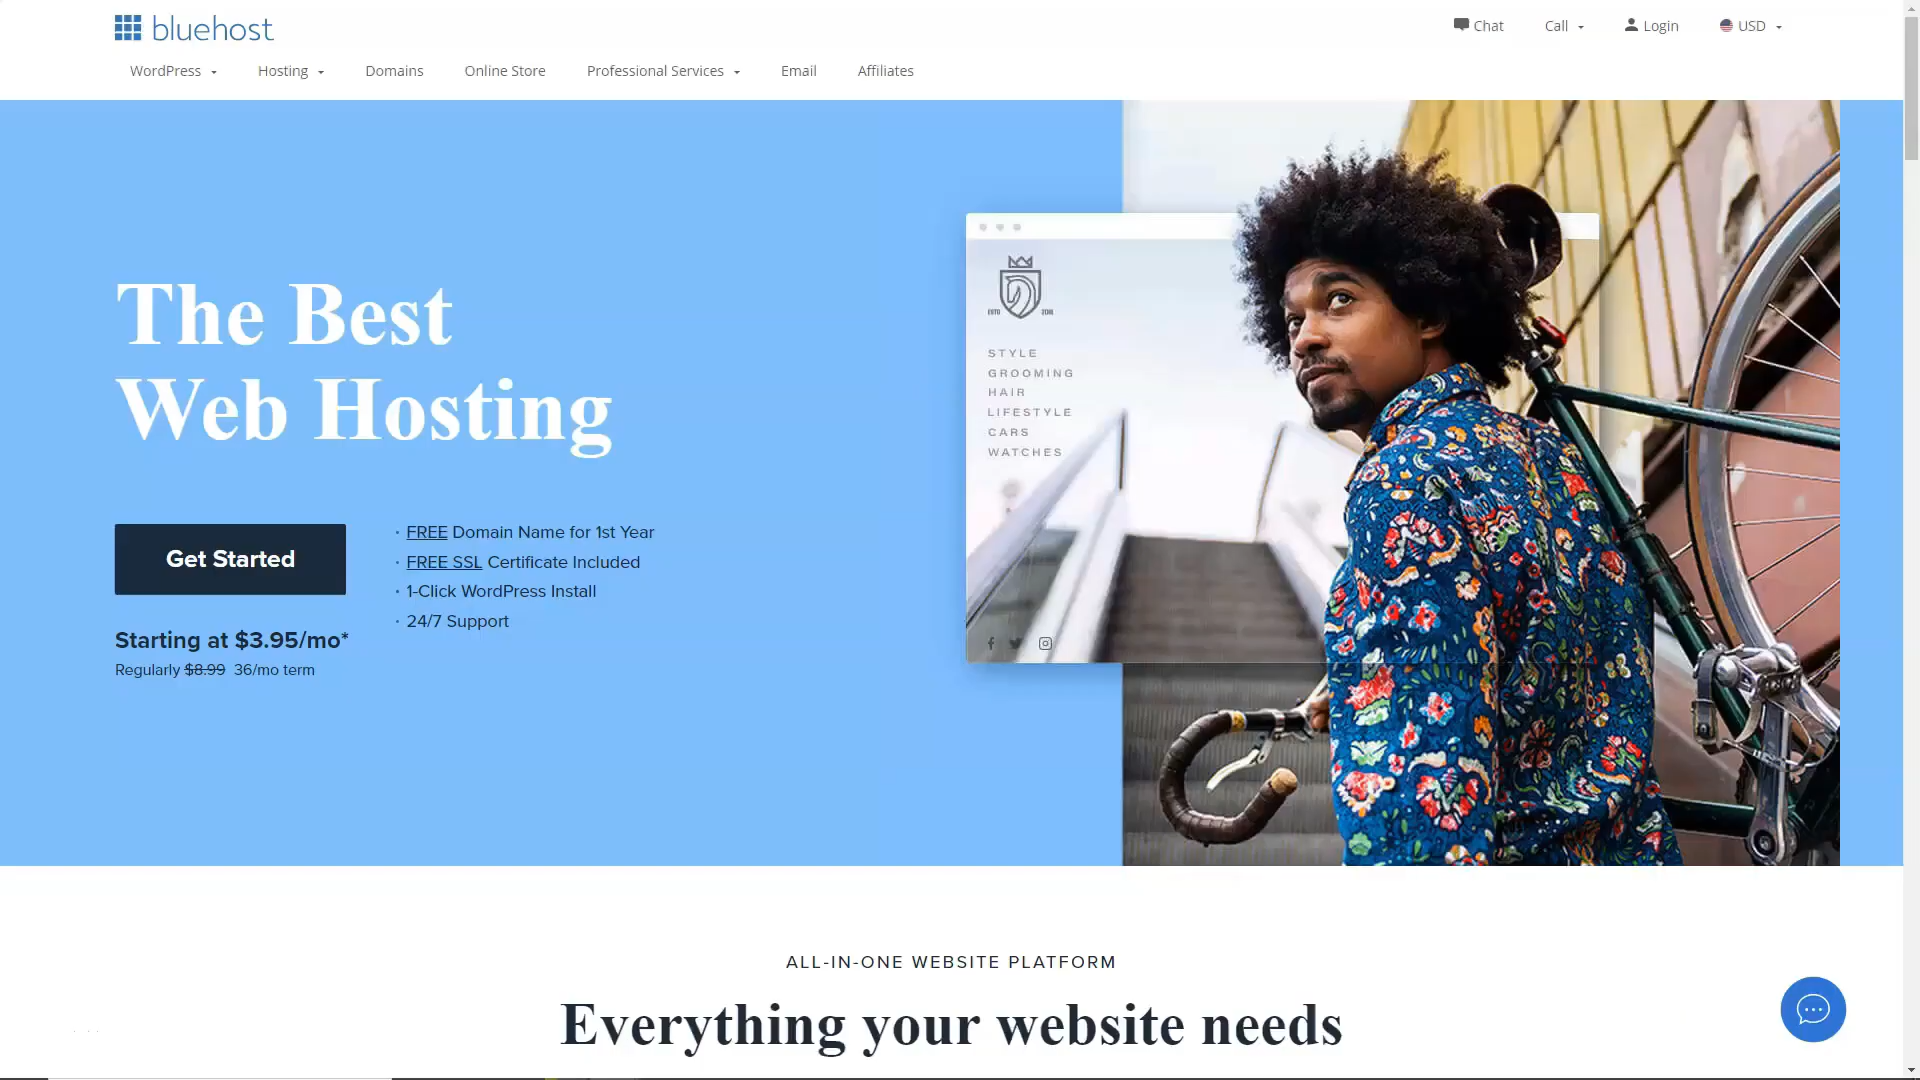 bluehost
Chat
Call
Login
USD
WordPress
Hosting
Domains
Online Store
Professional Services
Email
Affiliates
The Best
Web Hosting
Get Started
Starting at $3.95/mo*
Regularly $8.99 36/mo term
· FREE Domain Name for 1st Year
· FREE SSL Certificate Included
· 1-Click WordPress Install
· 24/7 Support
STYLE
GROOMING
HAIR
LIFESTYLE
CARS
WATCHES
ALL-IN-ONE WEBSITE PLATFORM
Everything your website needs